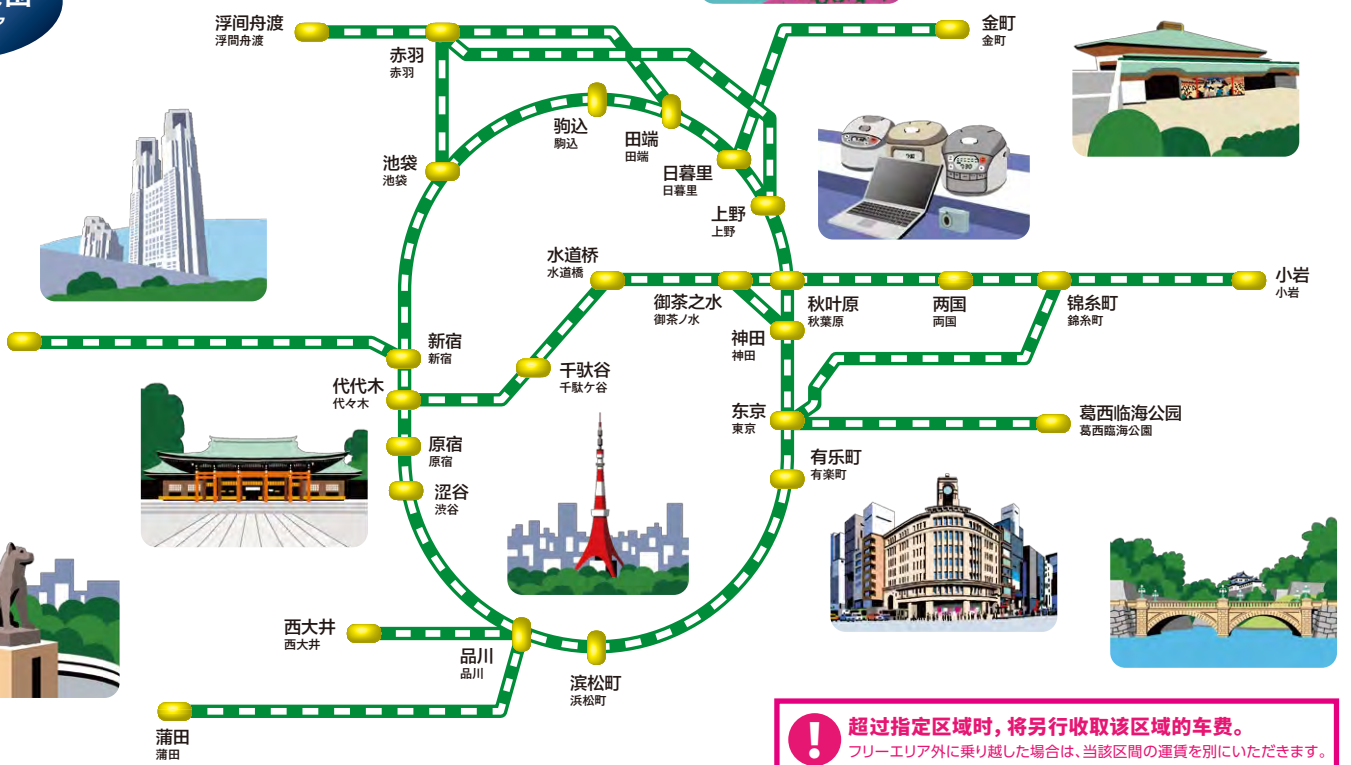 浮间舟渡
浮間舟渡
赤羽
赤羽
金町
金町
驹込
駒込
田端
田端
日暮里
日暮里
池袋
池袋
上野
上野
水道桥
水道橋
御茶之水
御茶ノ水
秋叶原
秋葉原
两国
両国
锦糸町
錦糸町
小岩
小岩
神田
神田
新宿
新宿
代代木
代々木
千驮谷
千駄ケ谷
东京
東京
葛西临海公园
葛西臨海公園
原宿
原宿
有乐町
有楽町
涩谷
渋谷
西大井
西大井
品川
品川
滨松町
浜松町
蒲田
蒲田
超过指定区域时，将另行收取该区域的车费。
フリーエリア外に乗り越した場合は、当該区間の運賃を別にいただきます。